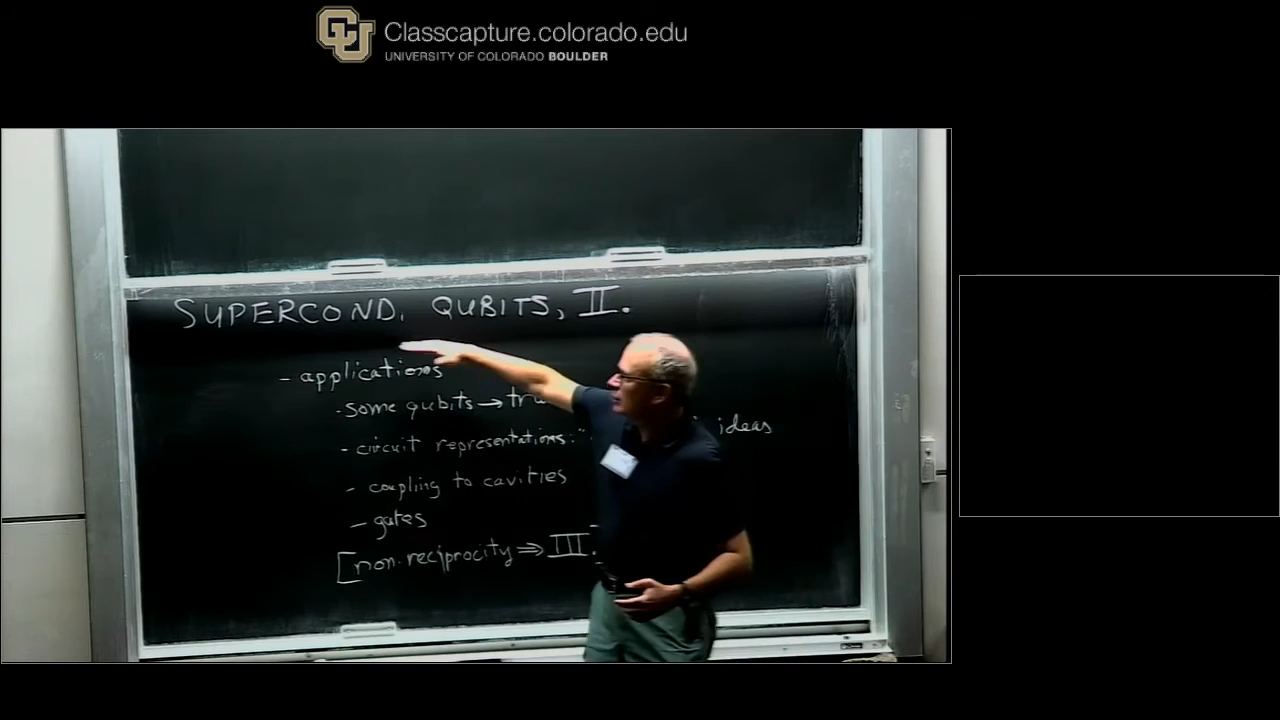 Classcapture.colorado.edu
UNIVERSITY OF COLORADO BOULDER
SUPERCOND. QUBITS, II.
- applications
· some qubits → tr
- circuit representations: " ideas
- coupling to cavities
- gates
[non-reciprocity ⇒ III.